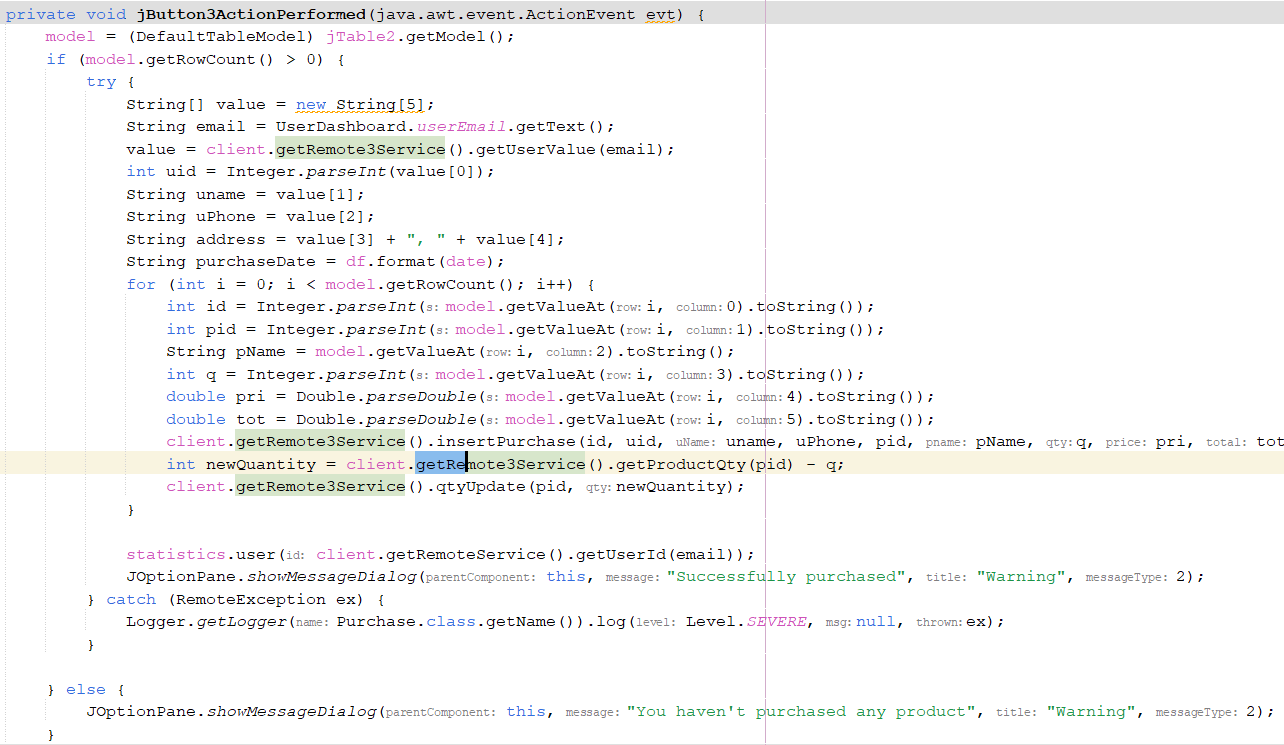 private void jButton3ActionPerformed(java.awt.event.ActionEvent evt) {
    model = (DefaultTableModel) jTable2.getModel();
    if (model.getRowCount() > 0) {
        try {
            String[] value = new String[5];
            String email = UserDashboard.userEmail.getText();
            value = client.getRemote3Service().getUserValue(email);
            int uid = Integer.parseInt(value[0]);
            String uname = value[1];
            String uPhone = value[2];
            String address = value[3] + ", " + value[4];
            String purchaseDate = df.format(date);
            for (int i = 0; i < model.getRowCount(); i++) {
                int id = Integer.parseInt(s: model.getValueAt(row: i, column: 0).toString());
                int pid = Integer.parseInt(s: model.getValueAt(row: i, column: 1).toString());
                String pName = model.getValueAt(row: i, column: 2).toString();
                int q = Integer.parseInt(s: model.getValueAt(row: i, column: 3).toString());
                double pri = Double.parseDouble(s: model.getValueAt(row: i, column: 4).toString());
                double tot = Double.parseDouble(s: model.getValueAt(row: i, column: 5).toString());
                client.getRemote3Service().insertPurchase(id, uid, uName: uname, uPhone, pid, pname: pName, qty: q, price: pri, total: tot
                int newQuantity = client.getRemote3Service().getProductQty(pid) - q;
                client.getRemote3Service().qtyUpdate(pid, qty: newQuantity);
            }
            statistics.user(id: client.getRemoteService().getUserId(email));
            JOptionPane.showMessageDialog(parentComponent: this, message: "Successfully purchased", title: "Warning", messageType: 2);
        } catch (RemoteException ex) {
            Logger.getLogger(name: Purchase.class.getName()).log(level: Level.SEVERE, msg: null, thrown: ex);
        }
    } else {
        JOptionPane.showMessageDialog(parentComponent: this, message: "You haven't purchased any product", title: "Warning", messageType: 2);
    }